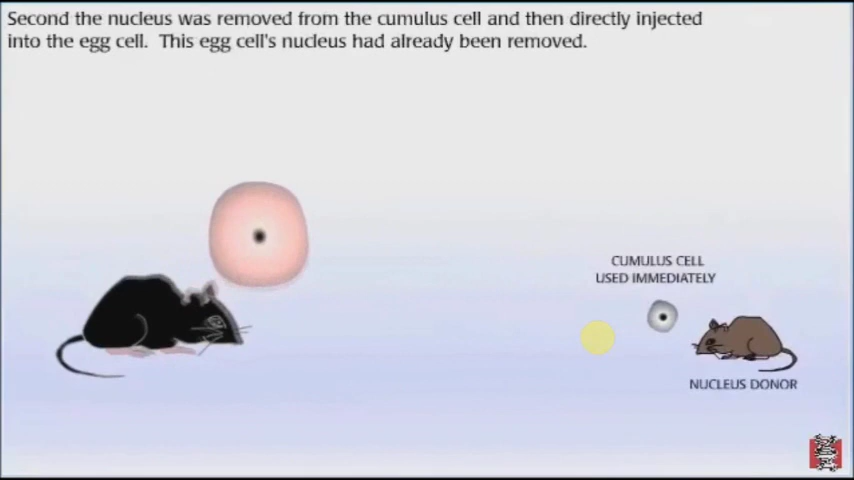 Second the nucleus was removed from the cumulus cell and then directly injected
into the egg cell.  This egg cell's nucleus had already been removed.
CUMULUS CELL
USED IMMEDIATELY
NUCLEUS DONOR